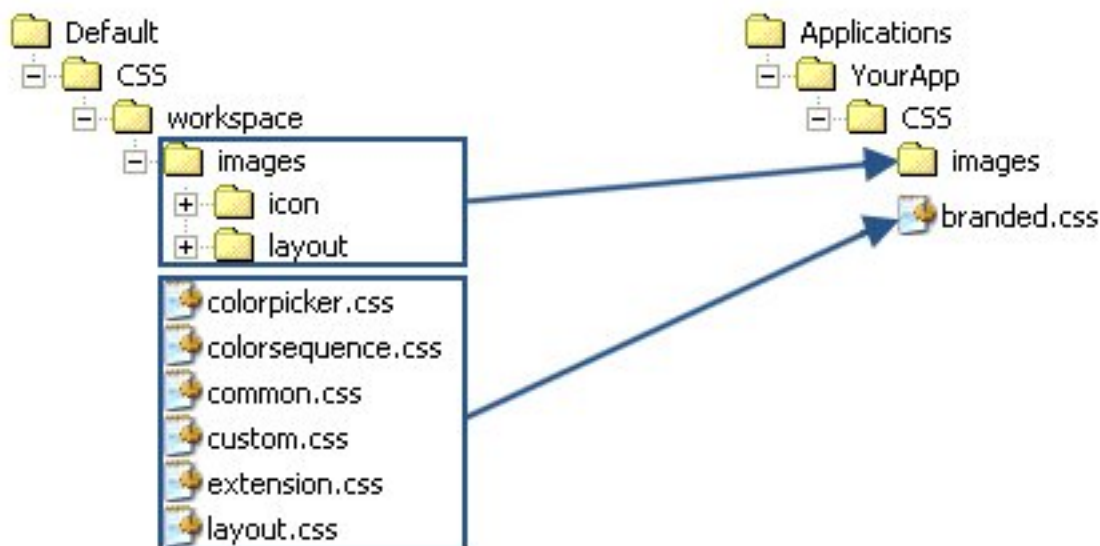 Default
CSS
workspace
images
icon
layout
colorpicker.css
colorsequence.css
common.css
custom.css
extension.css
layout.css
Applications
YourApp
CSS
images
branded.css